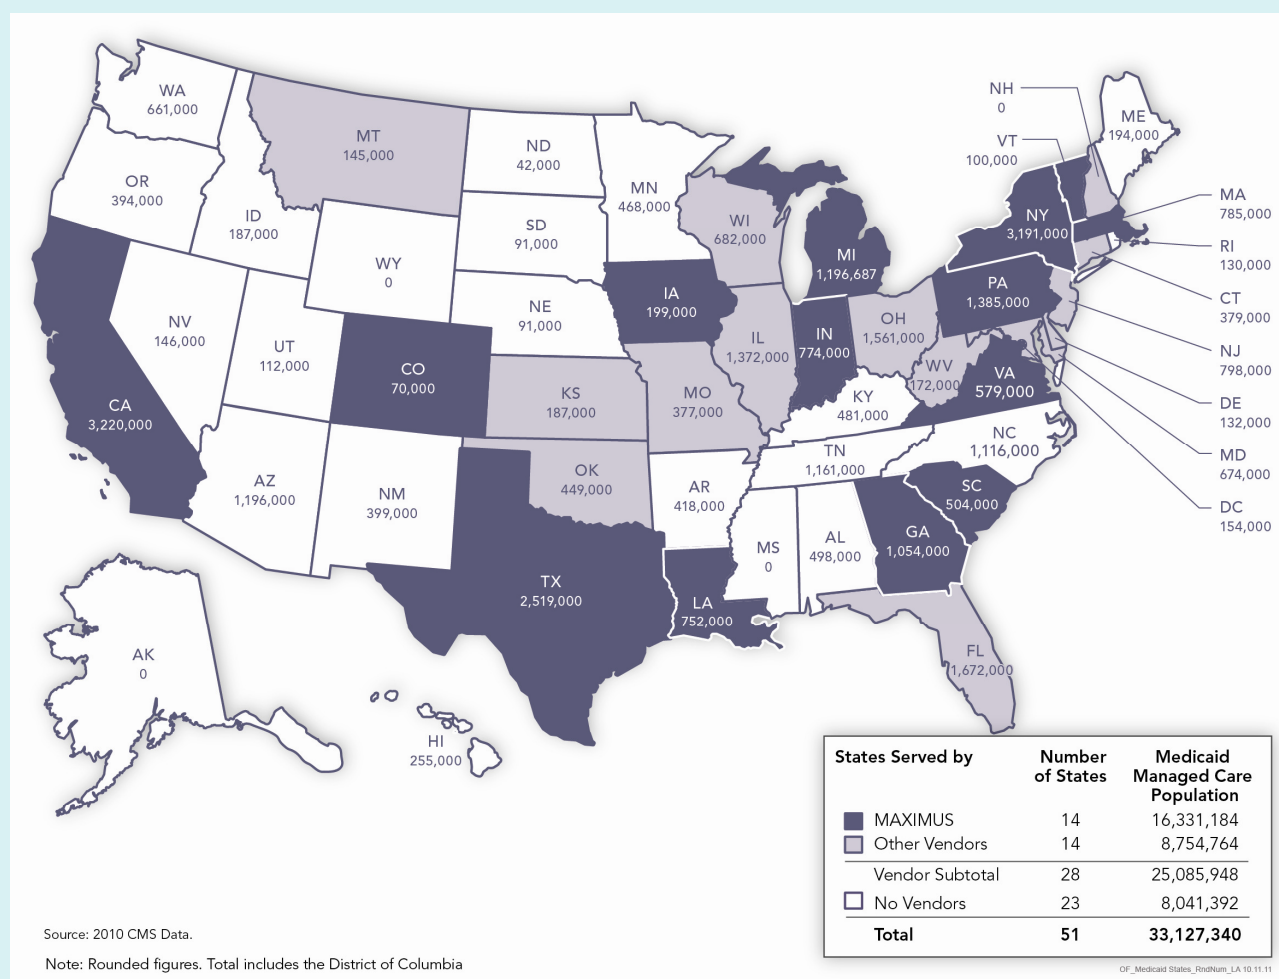 WA
661,000
OR
394,000
ID
187,000
MT
145,000
WY
0
ND
42,000
SD
91,000
NE
91,000
MN
468,000
WI
682,000
IA
199,000
MI
1,196,687
IL
1,372,000
IN
774,000
OH
1,561,000
NV
146,000
UT
112,000
CO
70,000
KS
187,000
MO
377,000
KY
481,000
WV
172,000
VA
579,000
PA
1,385,000
NY
3,191,000
NH
0
VT
100,000
ME
194,000
MA
785,000
RI
130,000
CT
379,000
NJ
798,000
DE
132,000
MD
674,000
DC
154,000
CA
3,220,000
AZ
1,196,000
NM
399,000
OK
449,000
AR
418,000
TN
1,161,000
NC
1,116,000
SC
504,000
GA
1,054,000
AL
498,000
MS
0
LA
752,000
TX
2,519,000
FL
1,672,000
AK
0
HI
255,000
States Served by Number of States Medicaid Managed Care Population
MAXIMUS 14 16,331,184
Other Vendors 14 8,754,764
Vendor Subtotal 28 25,085,948
No Vendors 23 8,041,392
Total 51 33,127,340
Source: 2010 CMS Data.
Note: Rounded figures. Total includes the District of Columbia
OF_Medicaid States_RndNum_LA 10.11.11